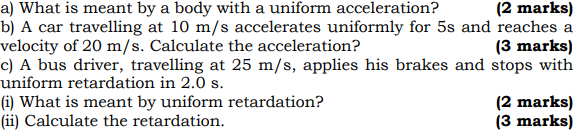 a) What is meant by a body with a uniform acceleration? (2 marks)
b) A car travelling at 10 m/s accelerates uniformly for 5s and reaches a
velocity of 20 m/s. Calculate the acceleration? (3 marks)
c) A bus driver, travelling at 25 m/s, applies his brakes and stops with
uniform retardation in 2.0 s.
(i) What is meant by uniform retardation? (2 marks)
(ii) Calculate the retardation. (3 marks)